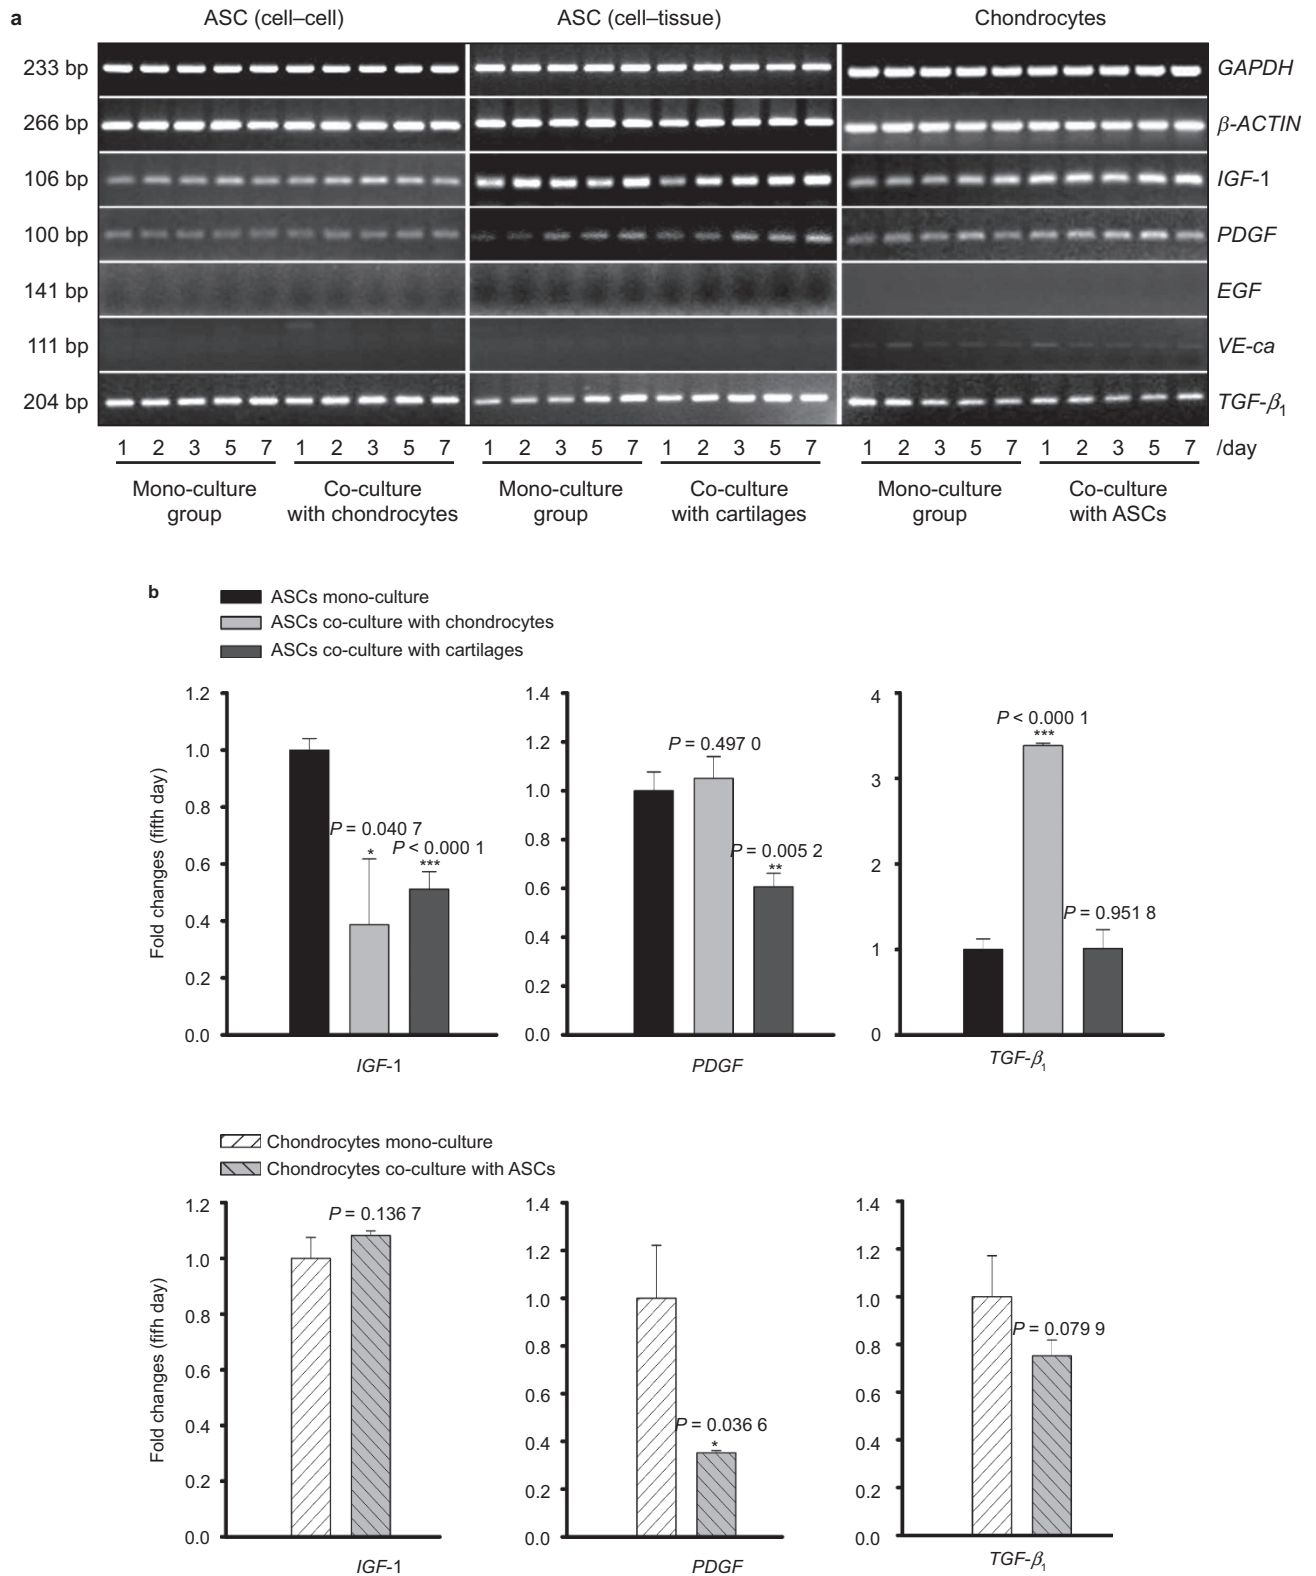 a
ASC (cell–cell) ASC (cell–tissue) Chondrocytes
233 bp GAPDH
266 bp β-ACTIN
106 bp IGF-1
100 bp PDGF
141 bp EGF
111 bp VE-ca
204 bp TGF-β1
1 2 3 5 7 1 2 3 5 7 1 2 3 5 7 1 2 3 5 7 1 2 3 5 7 1 2 3 5 7 /day
Mono-culture Co-culture Mono-culture Co-culture Mono-culture Co-culture
group with chondrocytes group with cartilages group with ASCs
b
ASCs mono-culture
ASCs co-culture with chondrocytes
ASCs co-culture with cartilages
Fold changes (fifth day)
1.2
1.0
0.8
0.6
0.4
0.2
0.0
P = 0.040 7
*
P < 0.000 1
***
IGF-1
1.4
1.2
1.0
0.8
0.6
0.4
0.2
0.0
P = 0.497 0
P = 0.005 2
**
PDGF
4
3
2
1
0
P < 0.000 1
***
P = 0.951 8
TGF-β1
Chondrocytes mono-culture
Chondrocytes co-culture with ASCs
Fold changes (fifh day)
1.2
1.0
0.8
0.6
0.4
0.2
0.0
P = 0.136 7
IGF-1
1.4
1.2
1.0
0.8
0.6
0.4
0.2
0.0
P = 0.036 6
*
PDGF
1.4
1.2
1.0
0.8
0.6
0.4
0.2
0.0
P = 0.079 9
TGF-β1